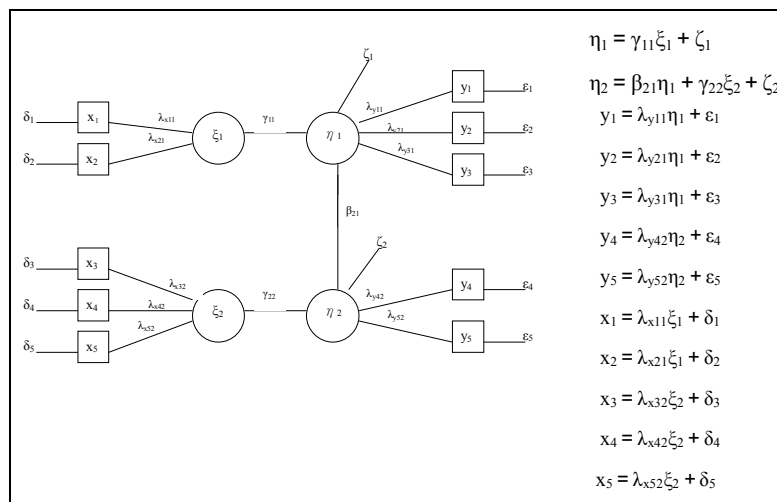 ζ₁
δ₁ x₁ λₓ₁₁ λₓ₂₁ ξ₁ γ₁₁ η ₁ λy₁₁ y₁ ε₁
δ₂ x₂ λy₂₁ y₂ ε₂
λy₃₁ y₃ ε₃
β₂₁
ζ₂
δ₃ x₃ λₓ₃₂ γ₂₂ λy₄₂ y₄ ε₄
δ₄ x₄ λₓ₄₂ ξ₂ η ₂ λy₅₂
δ₅ x₅ λₓ₅₂ y₅ ε₅
η₁ = γ₁₁ξ₁ + ζ₁
η₂ = β₂₁η₁ + γ₂₂ξ₂ + ζ₂
y₁ = λy₁₁η₁ + ε₁
y₂ = λy₂₁η₁ + ε₂
y₃ = λy₃₁η₁ + ε₃
y₄ = λy₄₂η₂ + ε₄
y₅ = λy₅₂η₂ + ε₅
x₁ = λₓ₁₁ξ₁ + δ₁
x₂ = λₓ₂₁ξ₁ + δ₂
x₃ = λₓ₃₂ξ₂ + δ₃
x₄ = λₓ₄₂ξ₂ + δ₄
x₅ = λₓ₅₂ξ₂ + δ₅